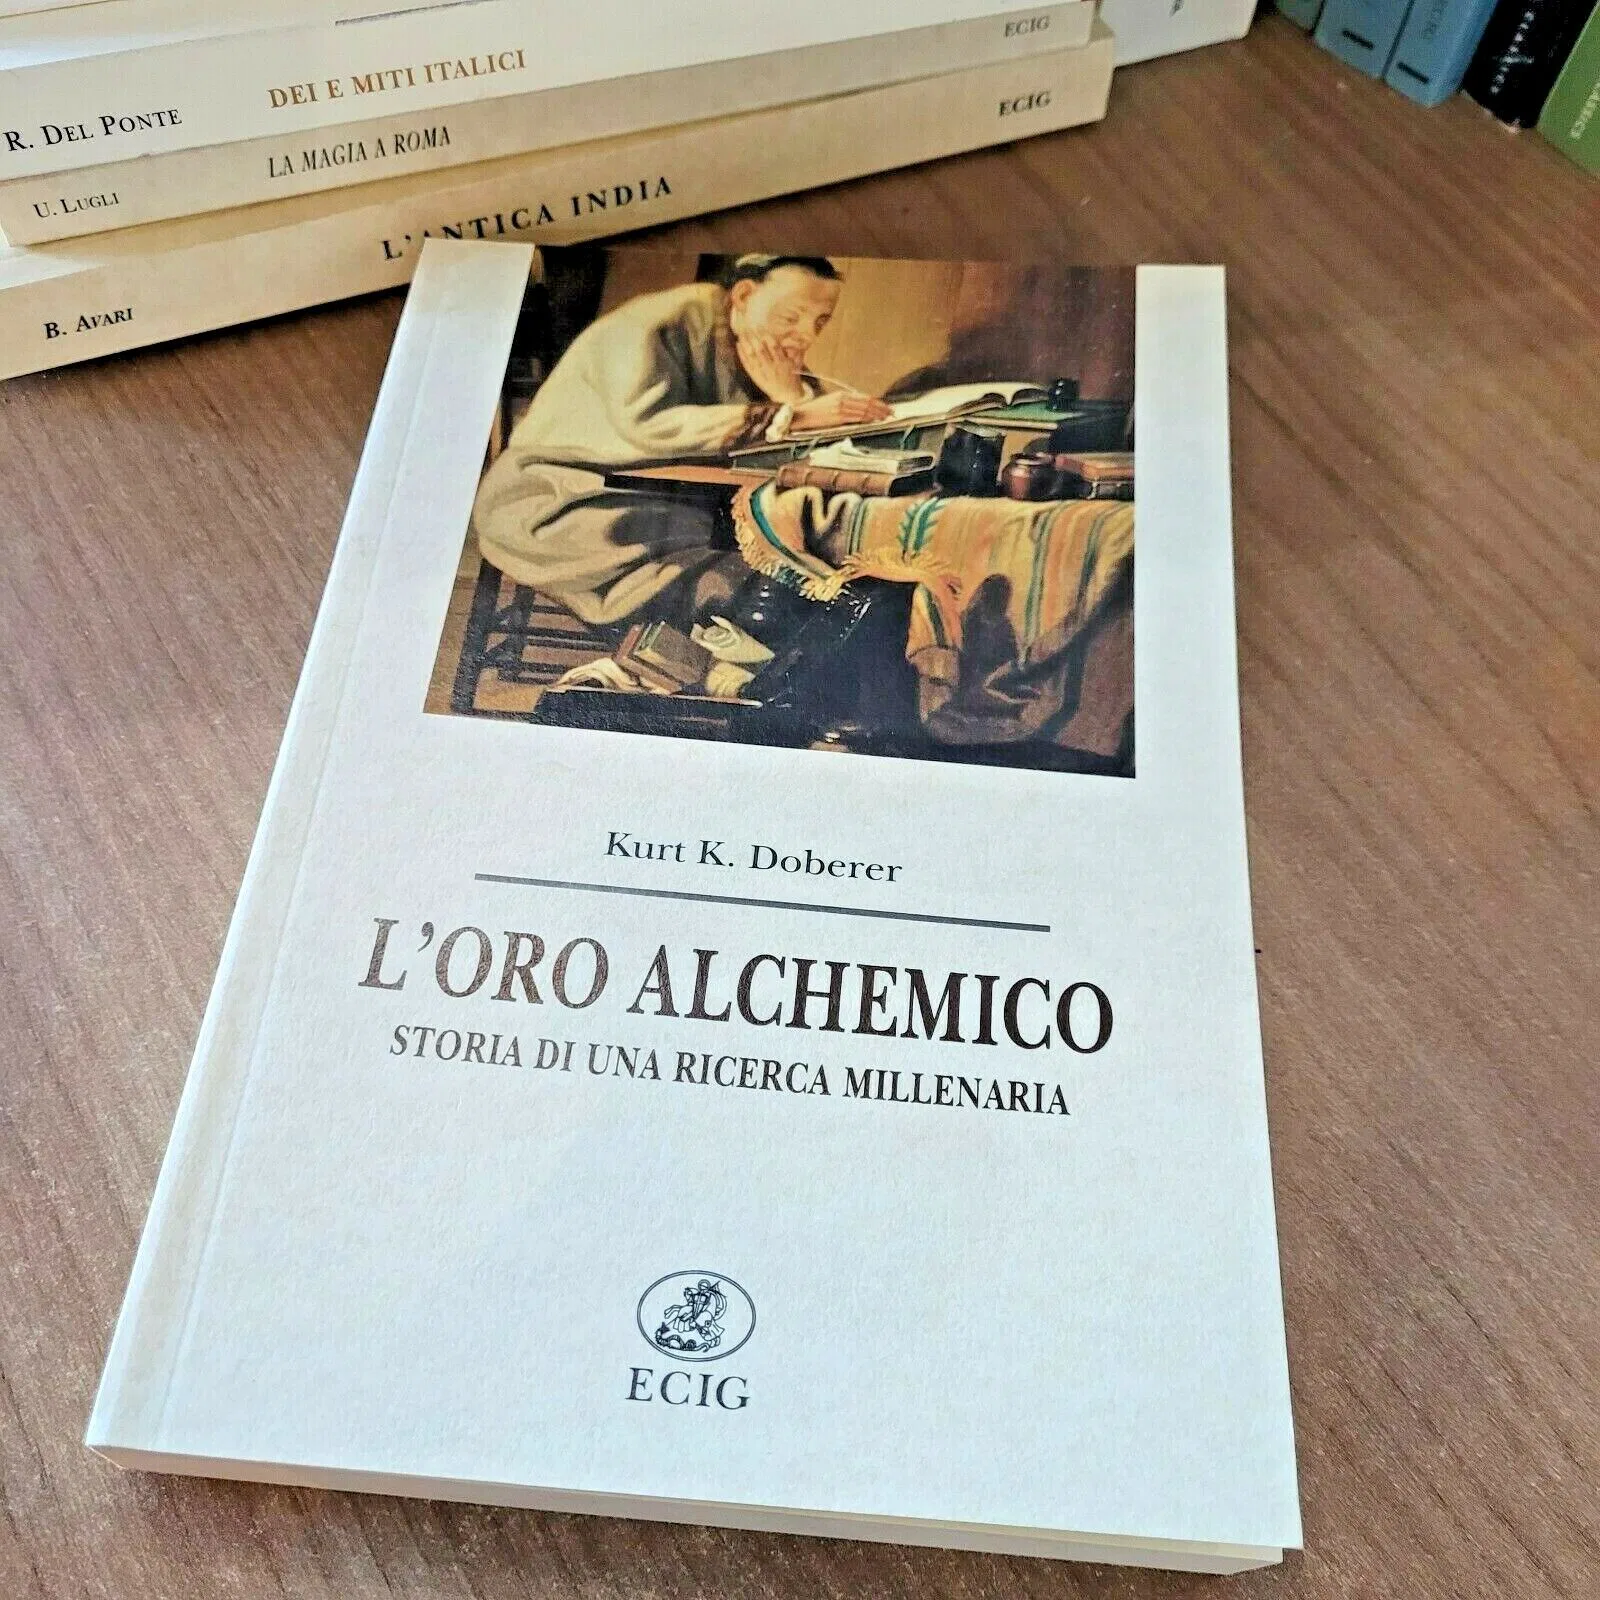 ECIG
DEI E MITI ITALICI
R. DEL PONTE
ECIG
LA MAGIA A ROMA
U. LUGLI
L'ANTICA INDIA
B. AVARI
Kurt K. Doberer
L'ORO ALCHEMICO
STORIA DI UNA RICERCA MILLENARIA
ECIG